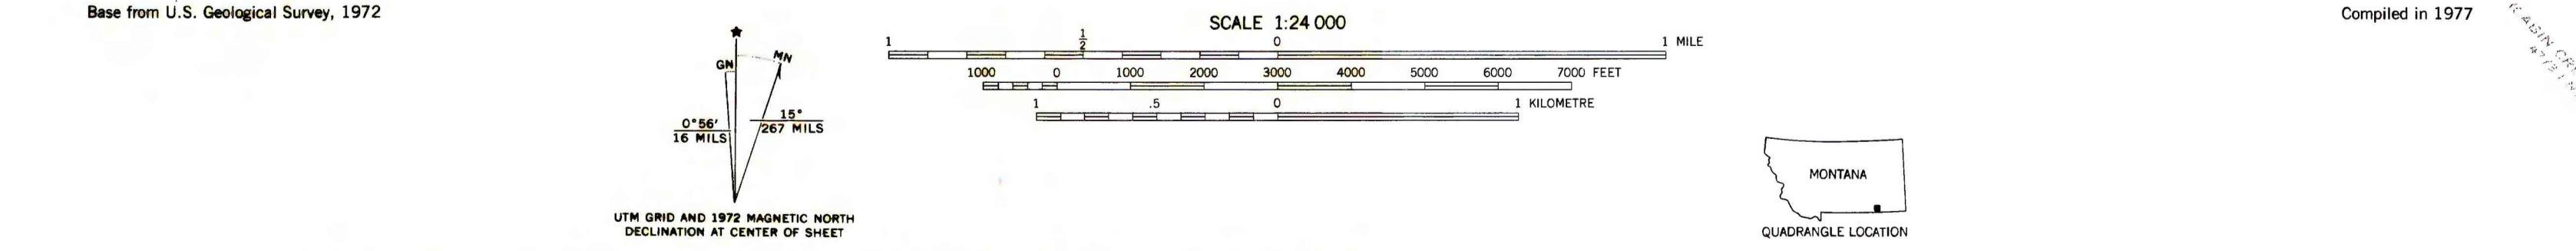 Base from U.S. Geological Survey, 1972
SCALE 1:24 000
Compiled in 1977
1 1/2 0 1 MILE
1000 0 1000 2000 3000 4000 5000 6000 7000 FEET
1 .5 0 1 KILOMETRE
GN MN
0°56'
16 MILS
15°
267 MILS
UTM GRID AND 1972 MAGNETIC NORTH
DECLINATION AT CENTER OF SHEET
MONTANA
QUADRANGLE LOCATION